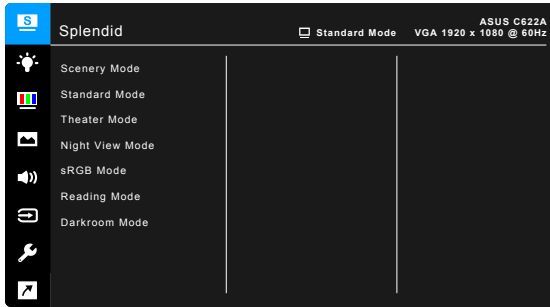 S
Splendid
Standard Mode
ASUS C622A
VGA 1920 x 1080 @ 60Hz
Scenery Mode
Standard Mode
Theater Mode
Night View Mode
sRGB Mode
Reading Mode
Darkroom Mode